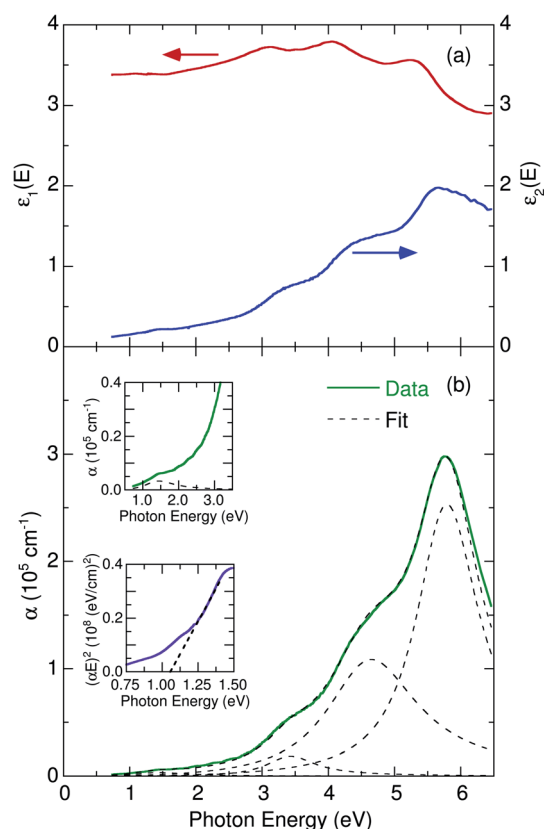 4
3
2
1
0
ε₁(E)
(a)
4
3
2
1
0
ε₂(E)
(b)
Data
Fit
3
2
1
0
α (10⁵ cm⁻¹)
0.4
0.2
0.0
α (10⁵ cm⁻¹)
1.0 2.0 3.0
Photon Energy (eV)
0.4
0.2
0.0
(αE)² (10⁸ (eV/cm)²)
0.75 1.00 1.25 1.50
Photon Energy (eV)
0 1 2 3 4 5 6
Photon Energy (eV)